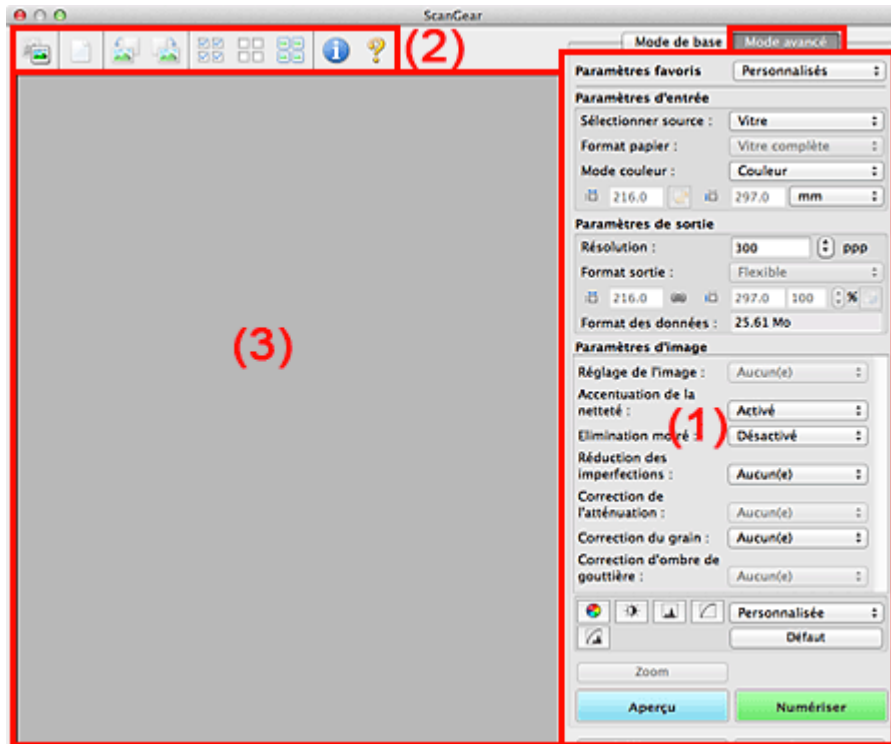 ScanGear
(2)
Mode de base Mode avancé
Paramètres favoris Personnalisés
Paramètres d'entrée
Sélectionner source : Vitre
Format papier : Vitre complète
Mode couleur : Couleur
216.0 297.0 mm
Paramètres de sortie
Résolution : 300 ppp
Format sortie : Flexible
216.0 297.0 100 %
Format des données : 25.61 Mo
(3)
Paramètres d'image
Réglage de l'image : Aucun(e)
Accentuation de la
netteté : Activé
(1)
Elimination moiré : Désactivé
Réduction des
imperfections : Aucun(e)
Correction de
l'atténuation : Aucun(e)
Correction du grain : Aucun(e)
Correction d'ombre de
gouttière : Aucun(e)
Personnalisée
Défaut
Zoom
Aperçu Numériser